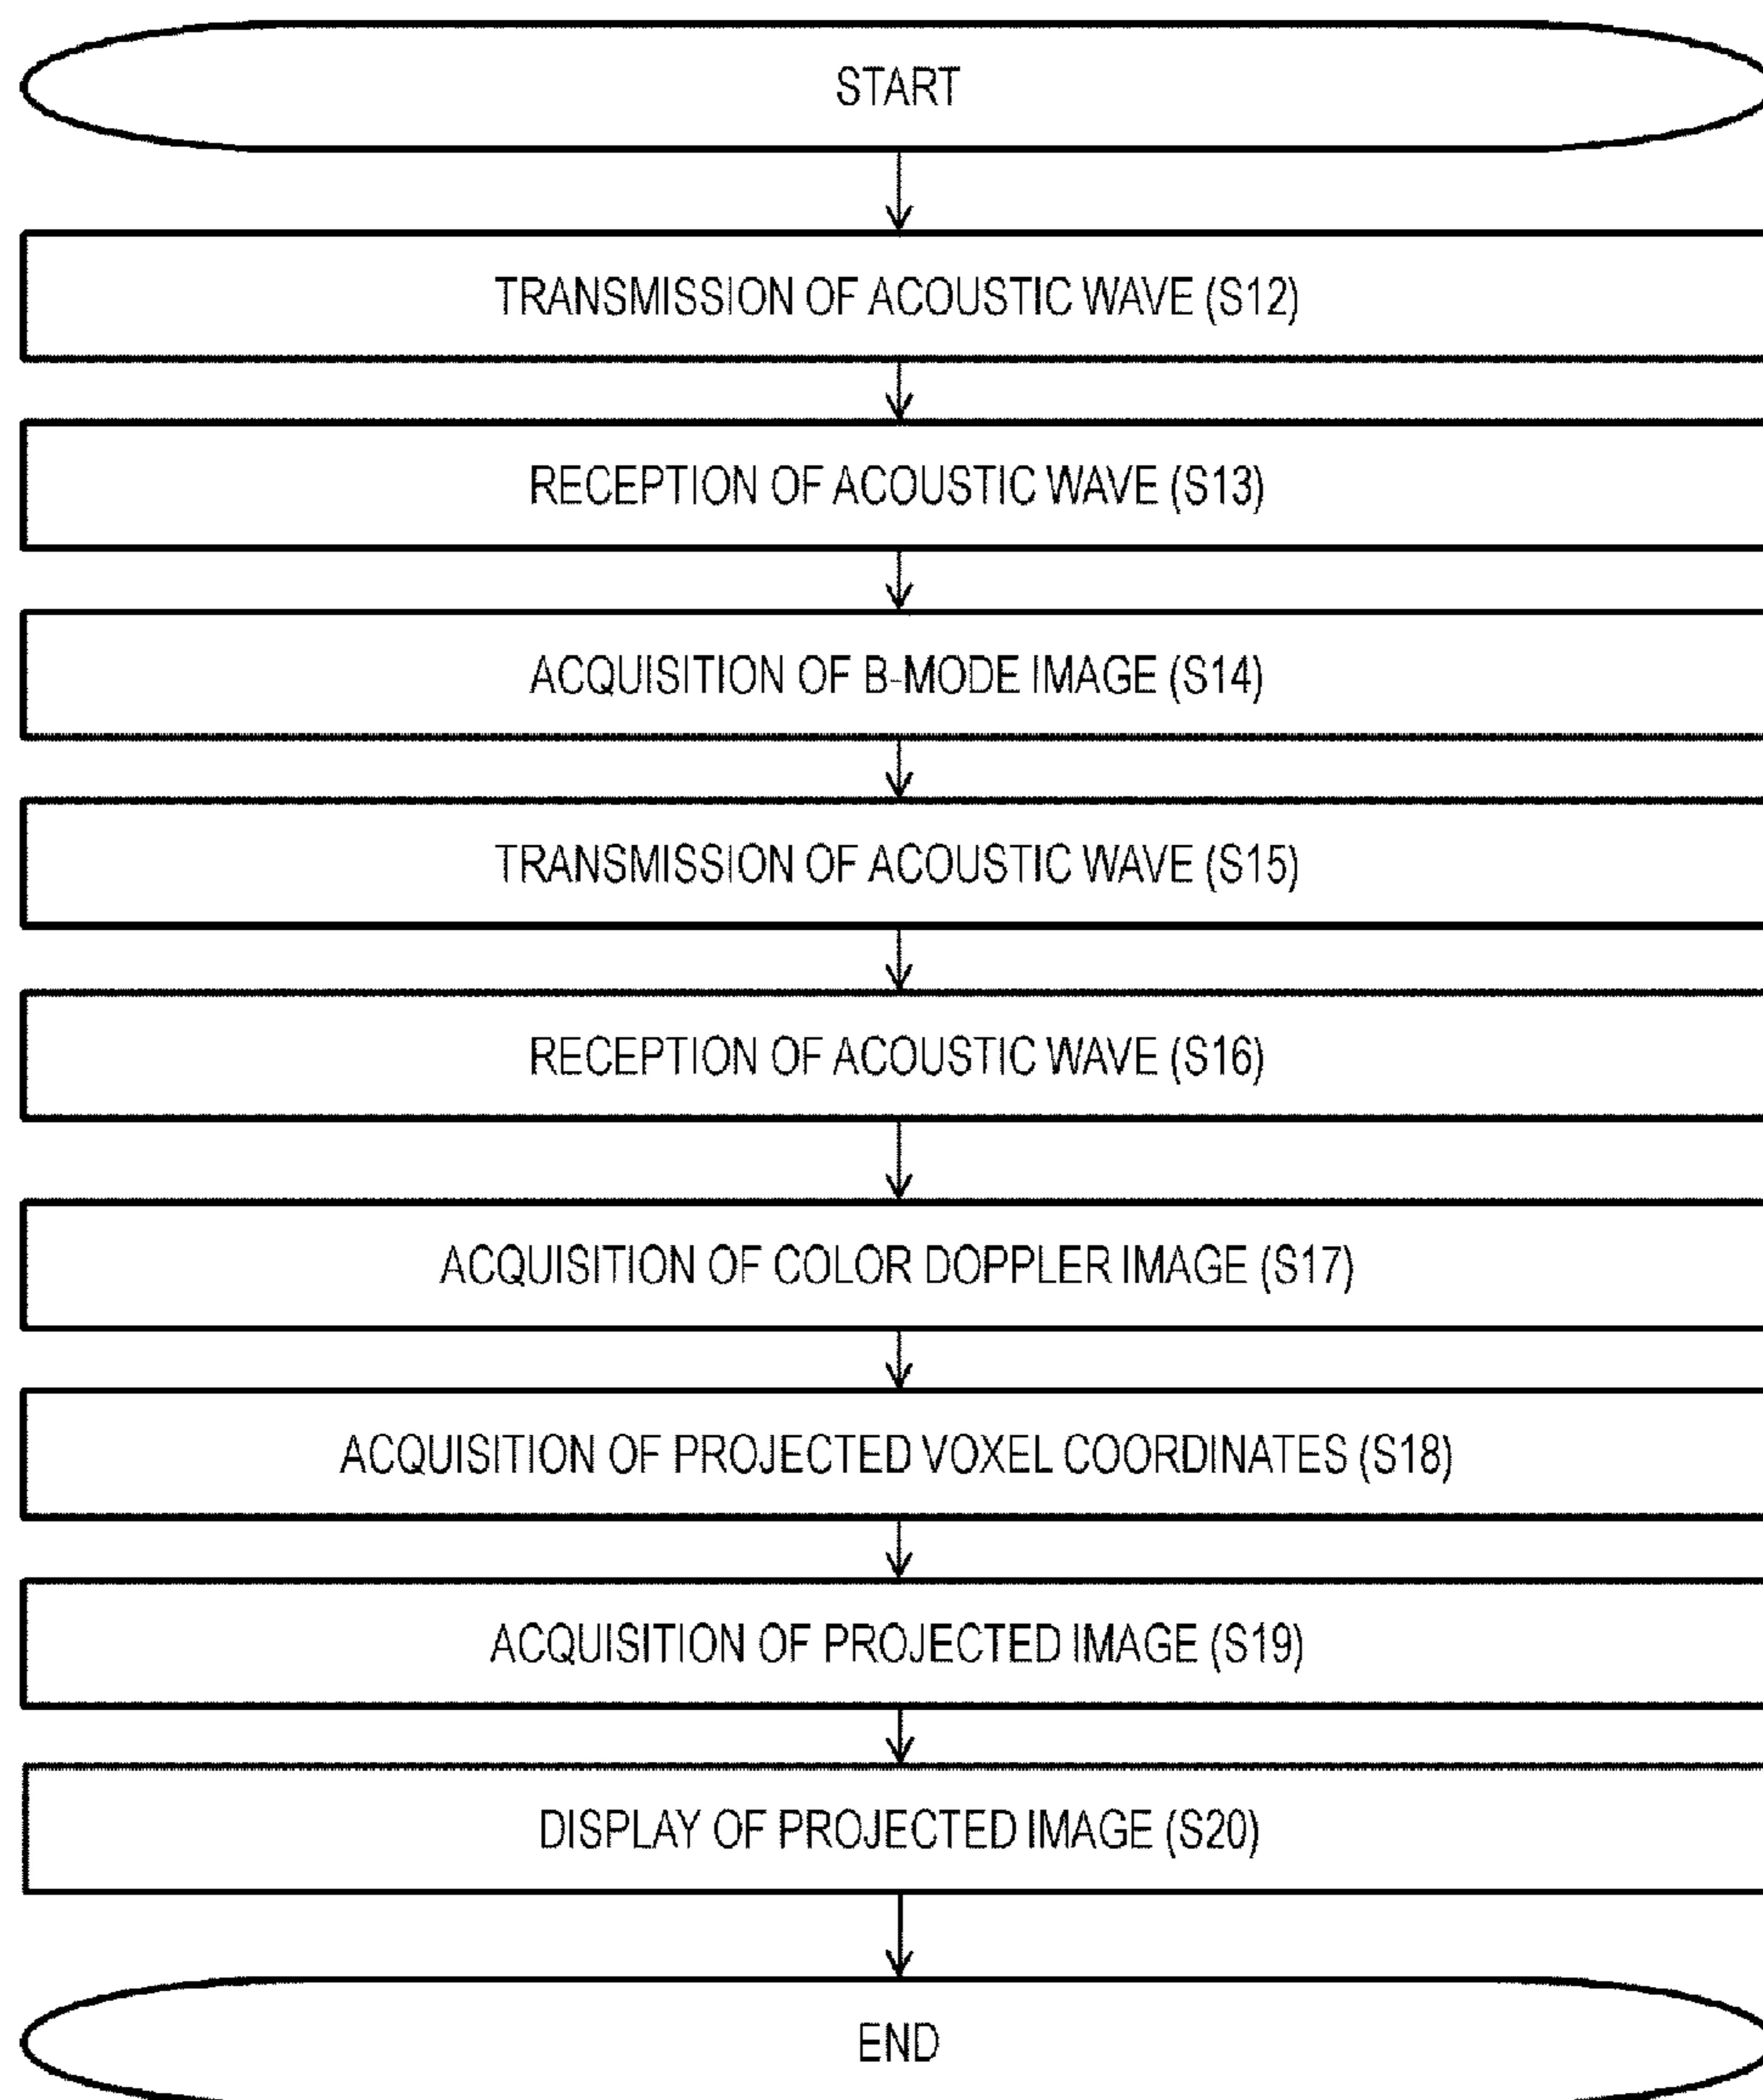 START
TRANSMISSION OF ACOUSTIC WAVE (S12)
RECEPTION OF ACOUSTIC WAVE (S13)
ACQUISITION OF B-MODE IMAGE (S14)
TRANSMISSION OF ACOUSTIC WAVE (S15)
RECEPTION OF ACOUSTIC WAVE (S16)
ACQUISITION OF COLOR DOPPLER IMAGE (S17)
ACQUISITION OF PROJECTED VOXEL COORDINATES (S18)
ACQUISITION OF PROJECTED IMAGE (S19)
DISPLAY OF PROJECTED IMAGE (S20)
END